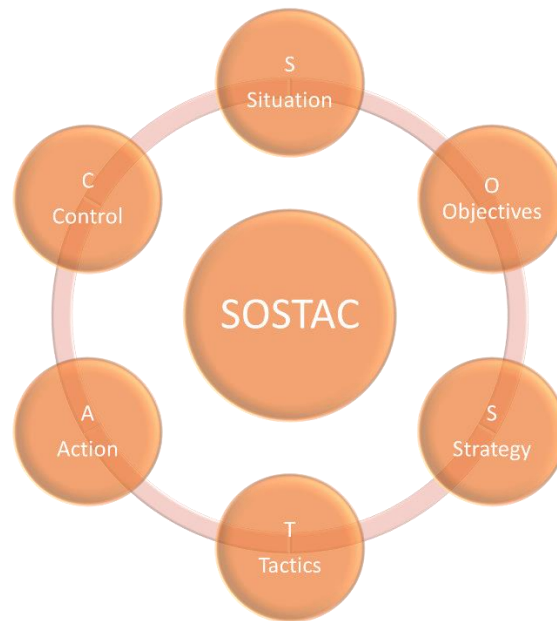 S
Situation
O
Objectives
S
Strategy
T
Tactics
A
Action
C
Control
SOSTAC